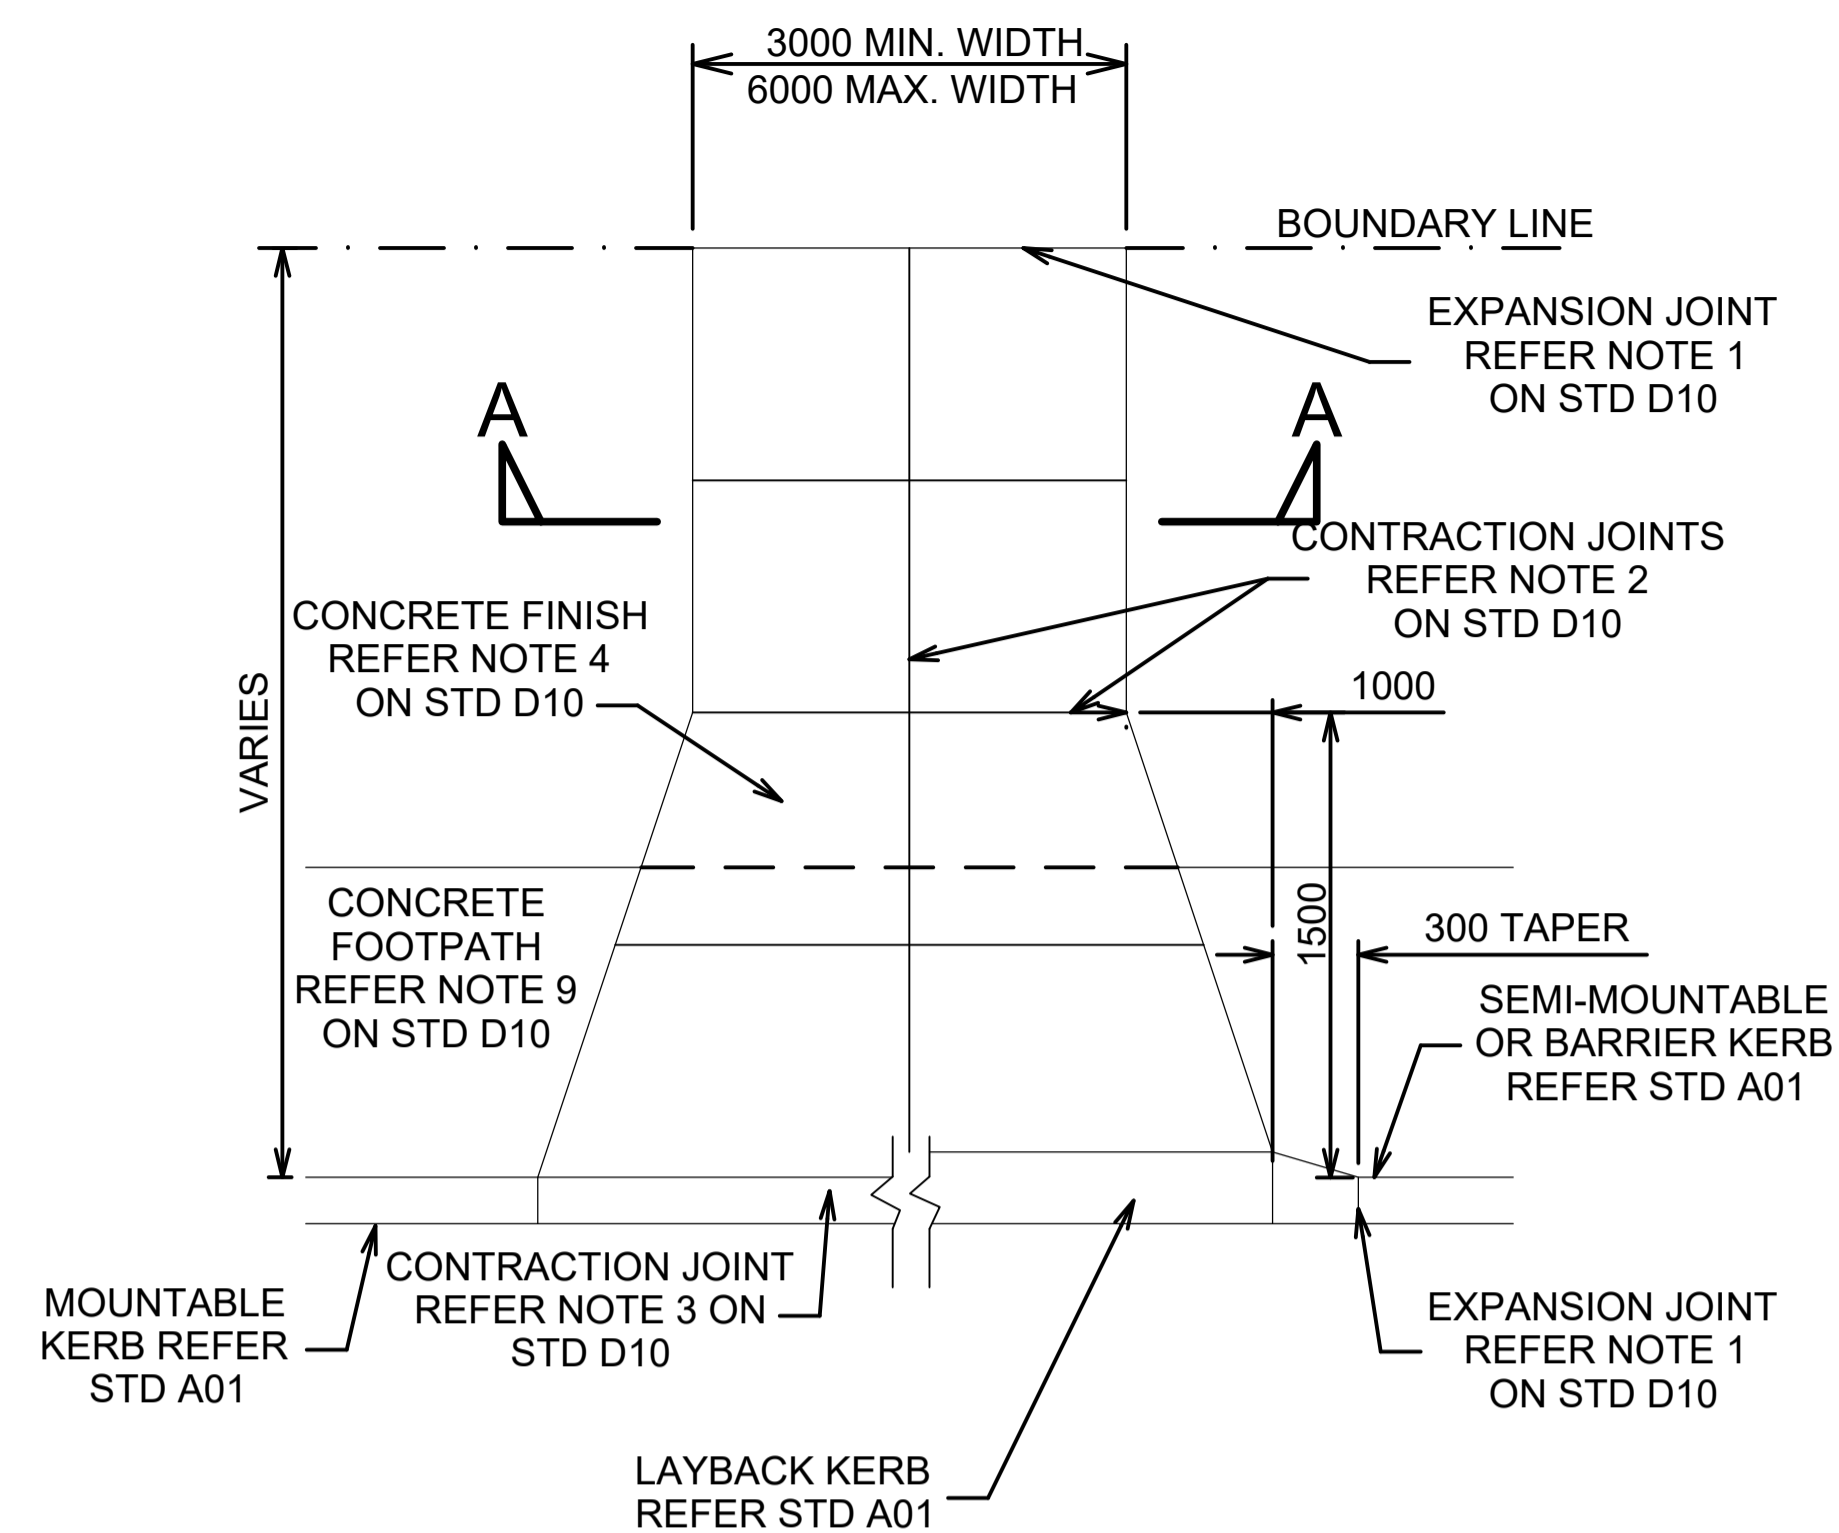 3000 MIN. WIDTH
6000 MAX. WIDTH
BOUNDARY LINE
EXPANSION JOINT
REFER NOTE 1
ON STD D10
A
A
CONTRACTION JOINTS
REFER NOTE 2
ON STD D10
CONCRETE FINISH
REFER NOTE 4
ON STD D10
VARIES
1000
CONCRETE
FOOTPATH
REFER NOTE 9
ON STD D10
1500
300 TAPER
SEMI-MOUNTABLE
OR BARRIER KERB
REFER STD A01
MOUNTABLE
KERB REFER
STD A01
CONTRACTION JOINT
REFER NOTE 3 ON
STD D10
EXPANSION JOINT
REFER NOTE 1
ON STD D10
LAYBACK KERB
REFER STD A01